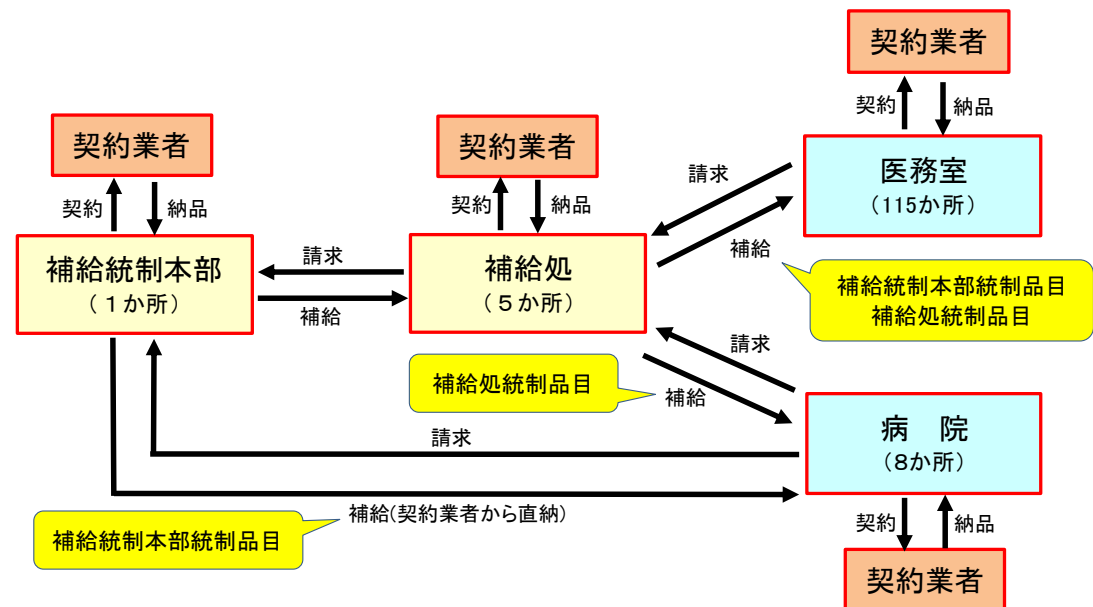 契約業者
契約
納品
医務室
（115か所）
契約業者
契約
納品
契約業者
契約
納品
請求
補給
補給統制本部
（１か所）
請求
補給
補給処
（５か所）
補給統制本部統制品目
補給処統制品目
補給処統制品目
請求
補給
病　院
（8か所）
請求
補給(契約業者から直納)
補給統制本部統制品目
契約
納品
契約業者